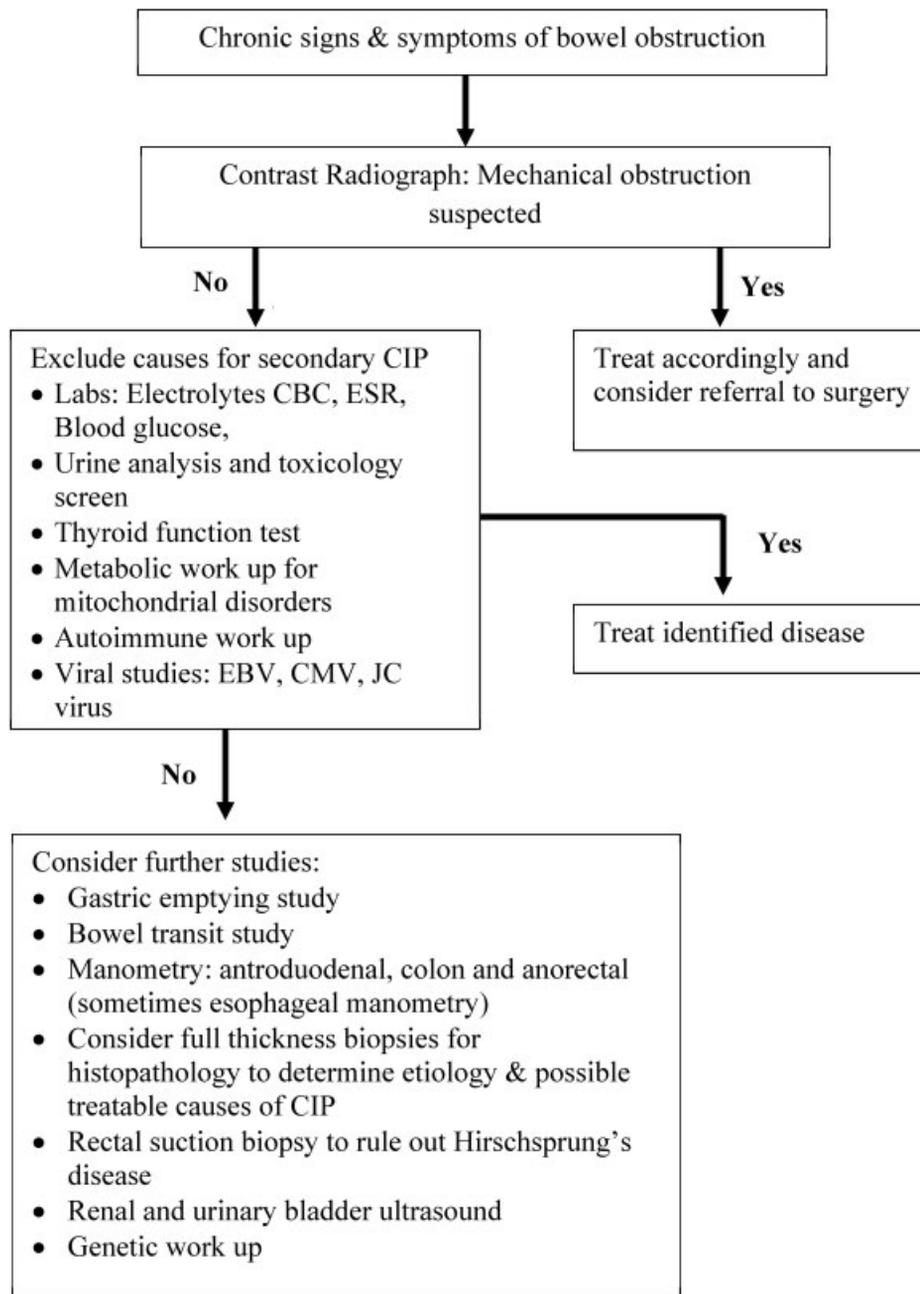 Chronic signs & symptoms of bowel obstruction
Contrast Radiograph: Mechanical obstruction
suspected
No
Yes
Exclude causes for secondary CIP
• Labs: Electrolytes CBC, ESR,
Blood glucose,
• Urine analysis and toxicology
screen
• Thyroid function test
• Metabolic work up for
mitochondrial disorders
• Autoimmune work up
• Viral studies: EBV, CMV, JC
virus
Treat accordingly and
consider referral to surgery
Yes
Treat identified disease
No
Consider further studies:
• Gastric emptying study
• Bowel transit study
• Manometry: antroduodenal, colon and anorectal
(sometimes esophageal manometry)
• Consider full thickness biopsies for
histopathology to determine etiology & possible
treatable causes of CIP
• Rectal suction biopsy to rule out Hirschsprung’s
disease
• Renal and urinary bladder ultrasound
• Genetic work up